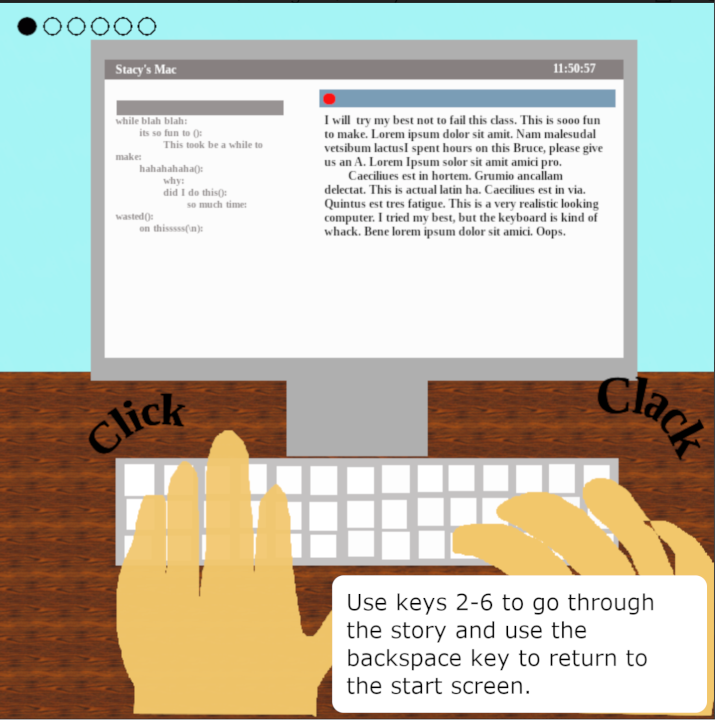 Stacy's Mac
11:50:57
while blah blah:
its so fun to ():
This took be a while to
make:
hahahahaha():
why:
did I do this():
so much time:
wasted():
on thisssss(\n):
I will  try my best not to fail this class. This is sooo fun
to make. Lorem ipsum dolor sit amit. Nam malesudal
vetsibum lactusI spent hours on this Bruce, please give
us an A. Lorem Ipsum solor sit amit amici pro.
Caeciliues est in hortem. Grumio ancallam
delectat. This is actual latin ha. Caeciliues est in via.
Quintus est tres fatigue. This is a very realistic looking
computer. I tried my best, but the keyboard is kind of
whack. Bene lorem ipsum dolor sit amici. Oops.
Click
Clack
Use keys 2-6 to go through
the story and use the
backspace key to return to
the start screen.